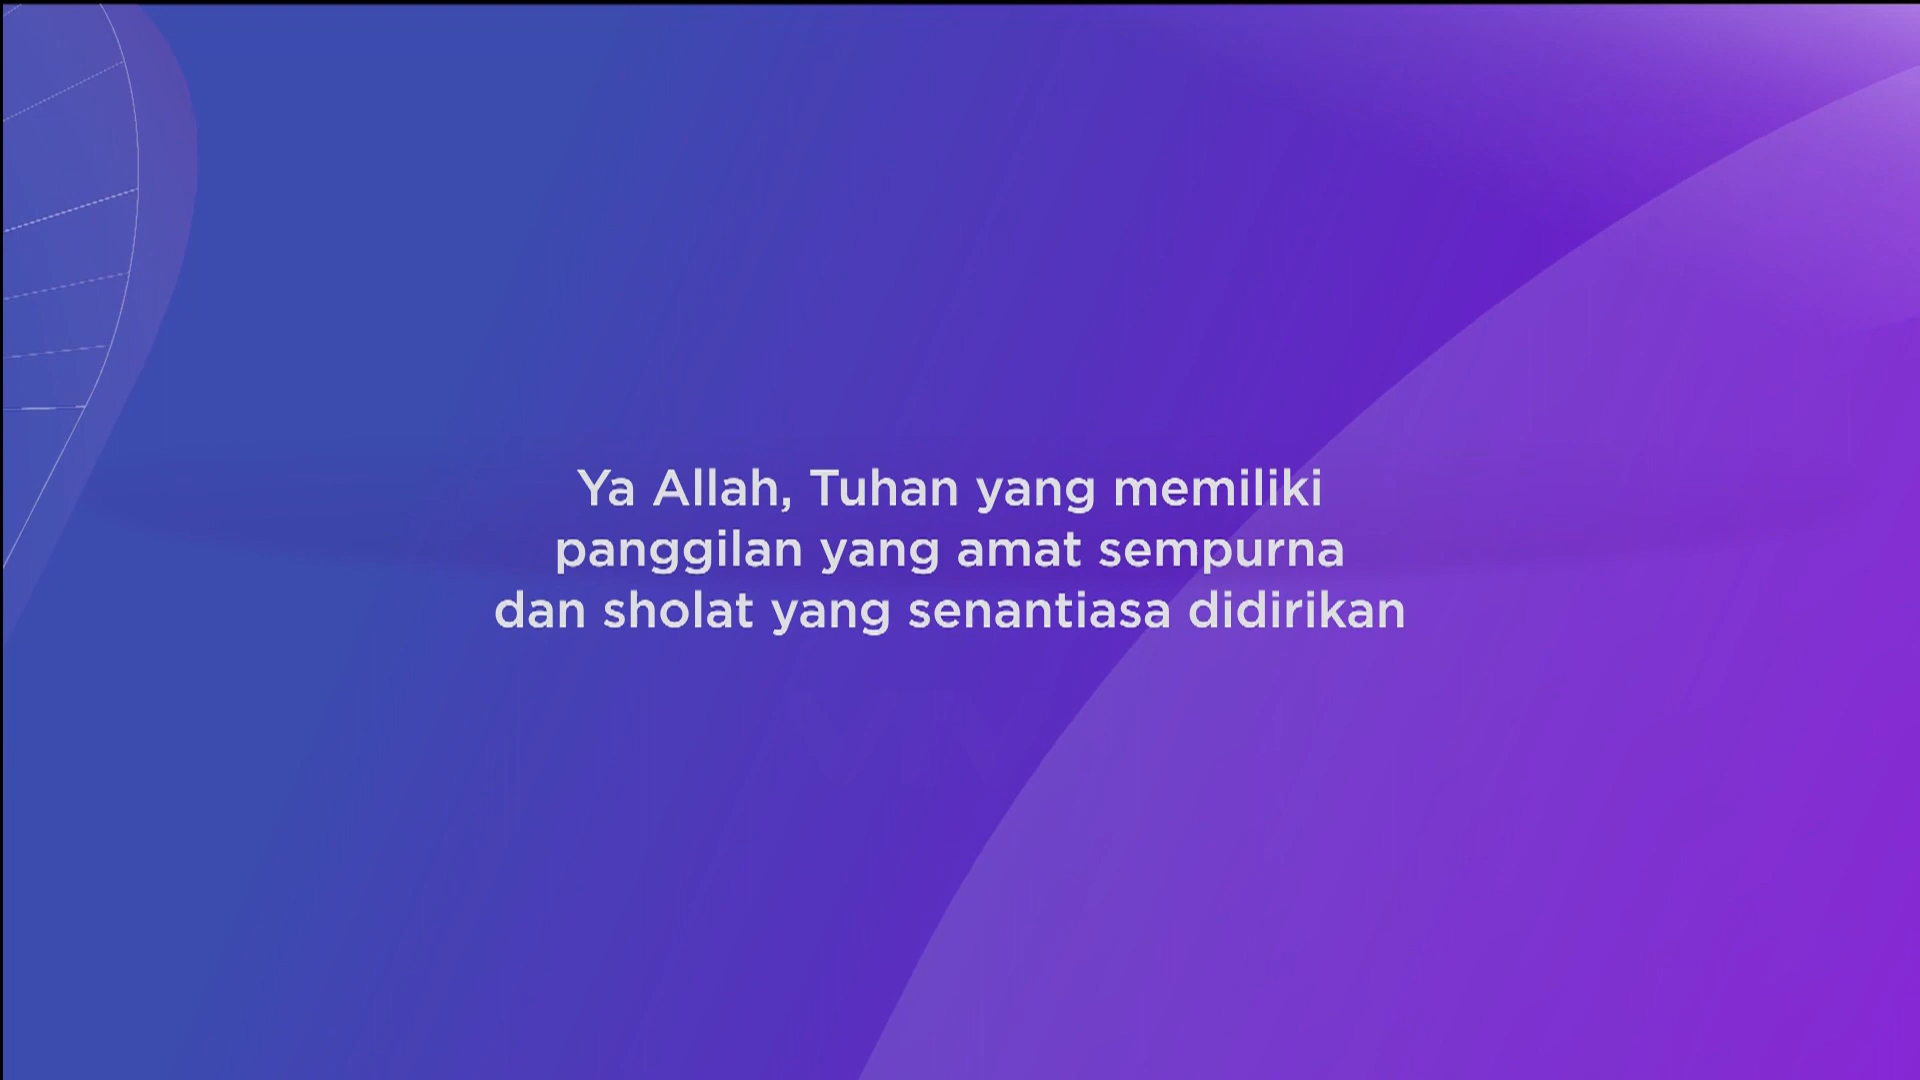 Ya Allah, Tuhan yang memiliki
panggilan yang amat sempurna
dan sholat yang senantiasa didirikan